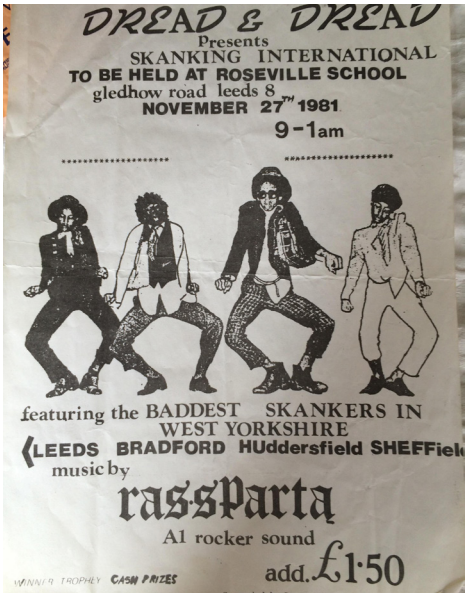 DREAD & DREAD
Presents
SKANKING INTERNATIONAL
TO BE HELD AT ROSEVILLE SCHOOL
gledhow road leeds 8
NOVEMBER 27TH 1981
9-1am
featuring the BADDEST SKANKERS IN
WEST YORKSHIRE
LEEDS BRADFORD HUddersfield SHEFField
music by
rassparta
A1 rocker sound
add. £1·50
WINNER TROPHEY CASH PRIZES